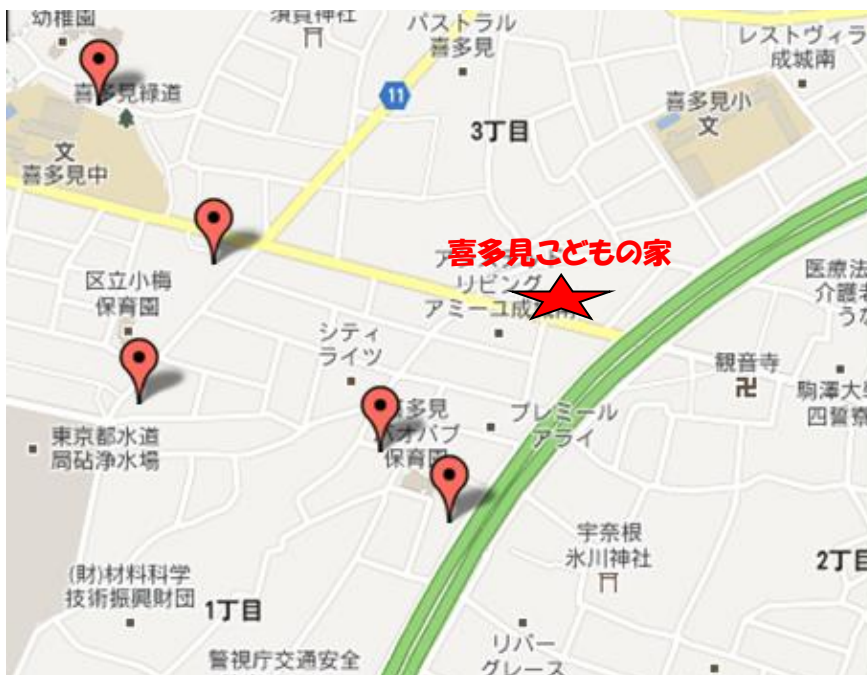 幼稚園
須賀神社
パストラル
喜多見
レストヴィラ
成城南
喜多見緑道
11
喜多見小
文
3丁目
文
喜多見中
喜多見こどもの家
リビング
アミーユ成城南
区立小梅
保育園
シティ
ライツ
医療法
介護老
うな
観音寺
卍
駒澤大
四誓寮
喜多見
バオバブ
保育園
プレミール
アライ
東京都水道
局砧浄水場
宇奈根
氷川神社
2丁目
(財)材料科学
技術振興財団
1丁目
警視庁交通安全
リバー
グレース